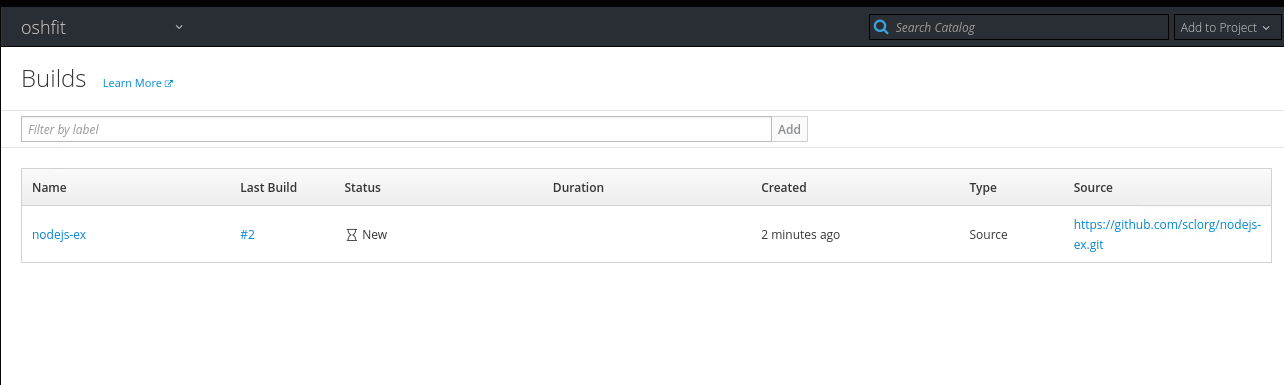 oshfit
Search Catalog
Add to Project
Builds
Learn More
Filter by label
Add
Name Last Build Status Duration Created Type Source
nodejs-ex #2 New 2 minutes ago Source https://github.com/sclorg/nodejs-
ex.git